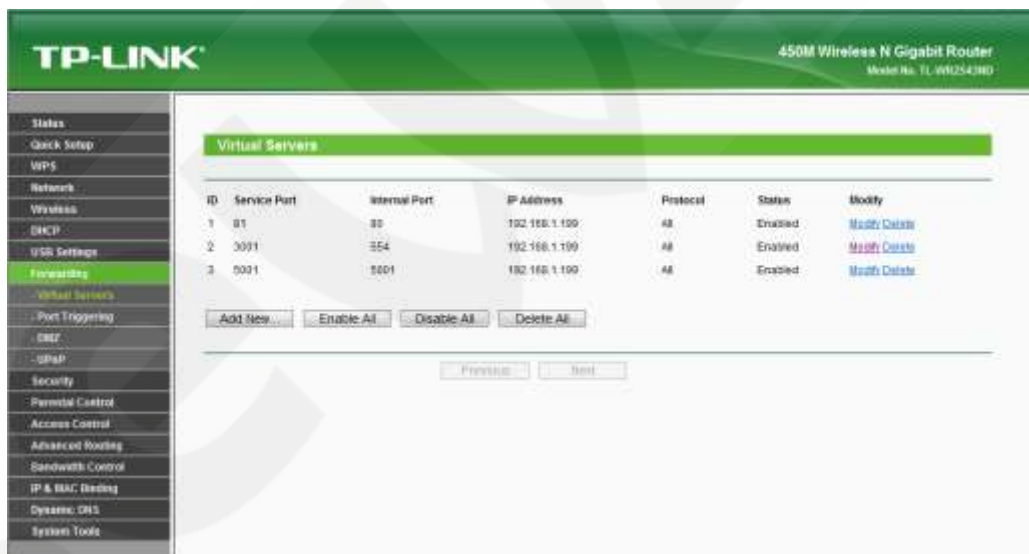 TP-LINK
450M Wireless N Gigabit Router
Model No. TL-WR2543ND
Status
Quick Setup
WPS
Network
Wireless
DHCP
USB Settings
Forwarding
- Virtual Servers
- Port Triggering
- DMZ
- UPnP
Security
Parental Control
Access Control
Advanced Routing
Bandwidth Control
IP & MAC Binding
Dynamic DNS
System Tools
Virtual Servers
ID Service Port Internal Port IP Address Protocol Status Modify
1 81 80 192.168.1.199 All Enabled Modify Delete
2 3001 554 192.168.1.199 All Enabled Modify Delete
3 5001 5001 192.168.1.199 All Enabled Modify Delete
Add New... Enable All Disable All Delete All
Previous Next